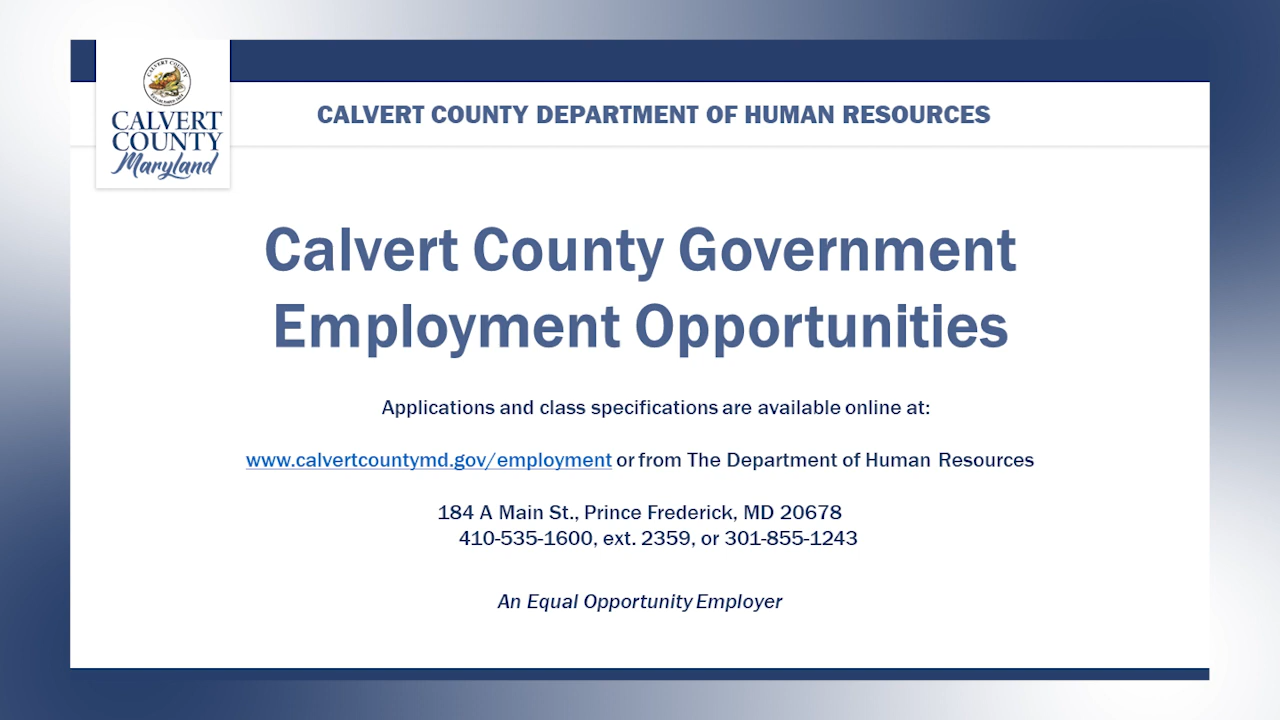 CALVERT COUNTY
CALVERT
COUNTY
Maryland
CALVERT COUNTY DEPARTMENT OF HUMAN RESOURCES
Calvert County Government
Employment Opportunities
Applications and class specifications are available online at:
www.calvertcountymd.gov/employment or from The Department of Human Resources
184 A Main St., Prince Frederick, MD 20678
410-535-1600, ext. 2359, or 301-855-1243
An Equal Opportunity Employer